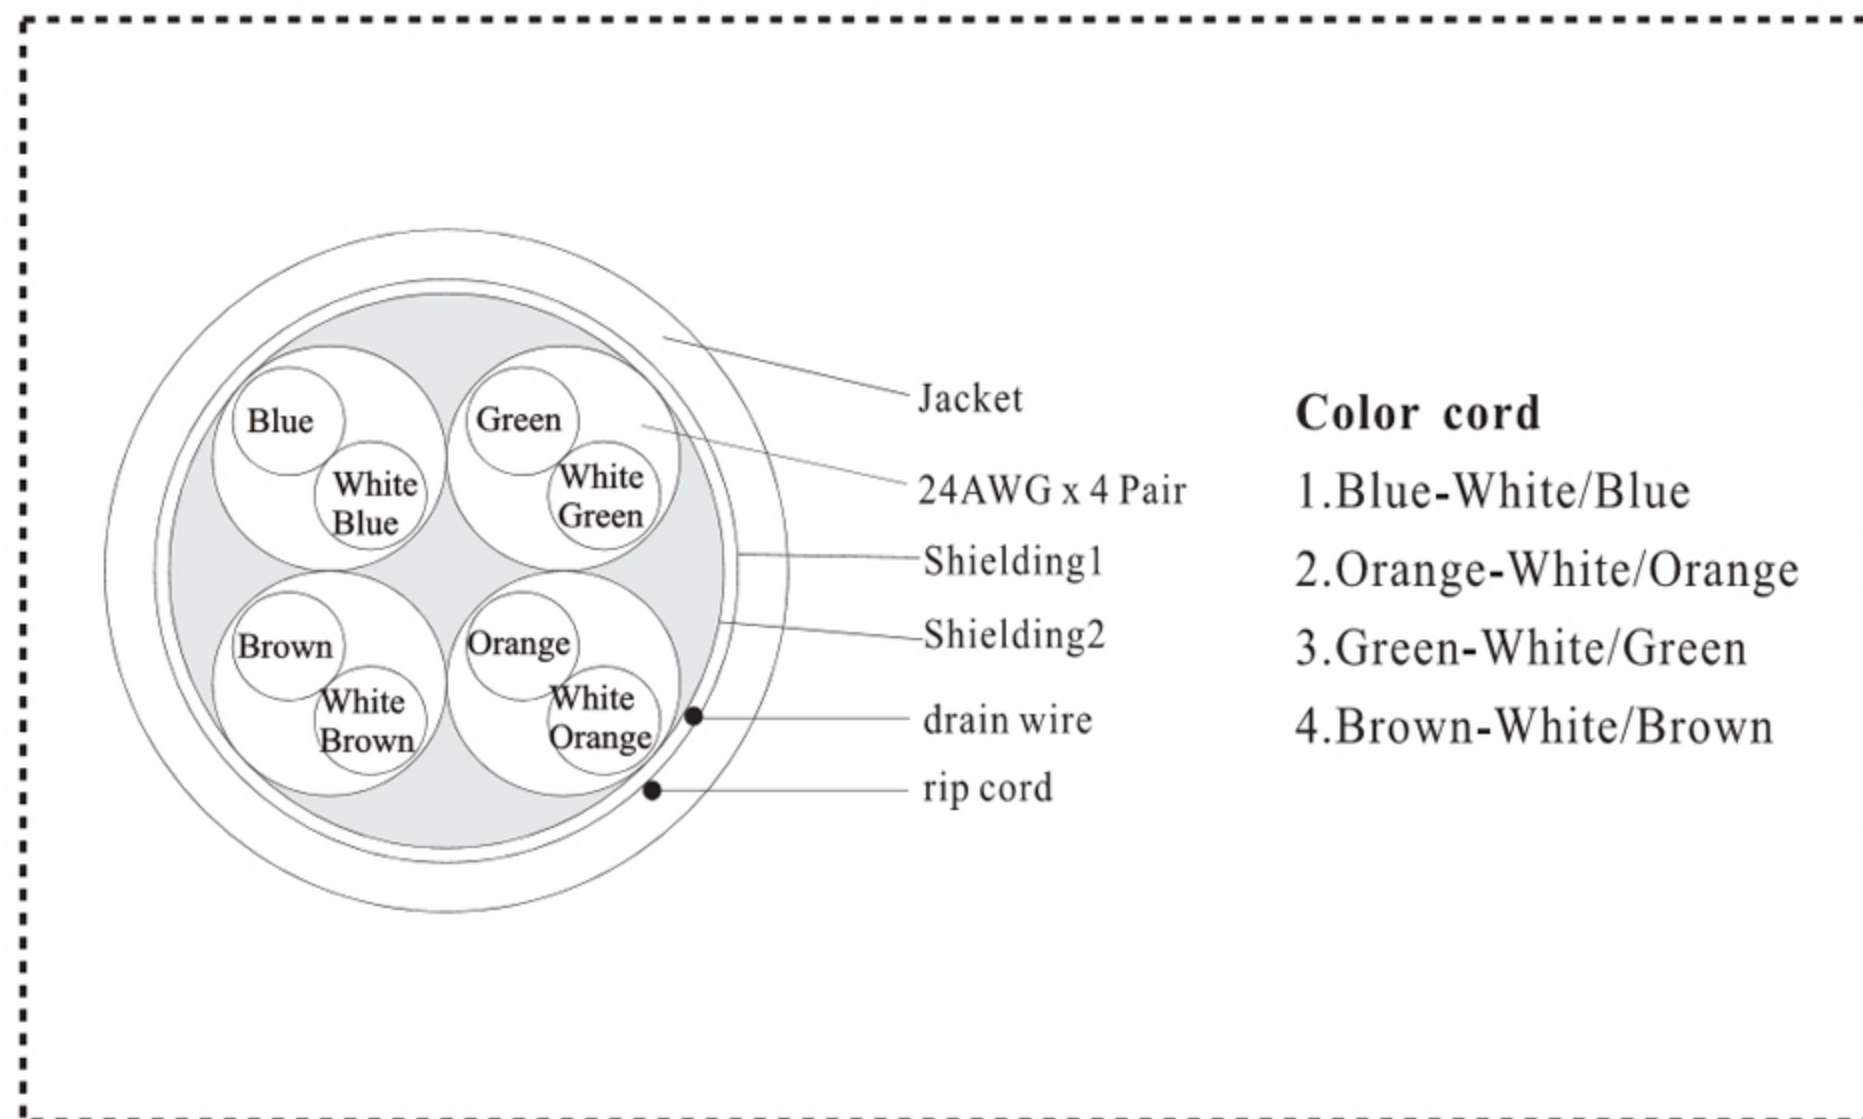 Blue
White
Blue
Green
White
Green
Brown
White
Brown
Orange
White
Orange
Jacket
24AWG x 4 Pair
Shielding1
Shielding2
drain wire
rip cord
Color cord
1.Blue-White/Blue
2.Orange-White/Orange
3.Green-White/Green
4.Brown-White/Brown